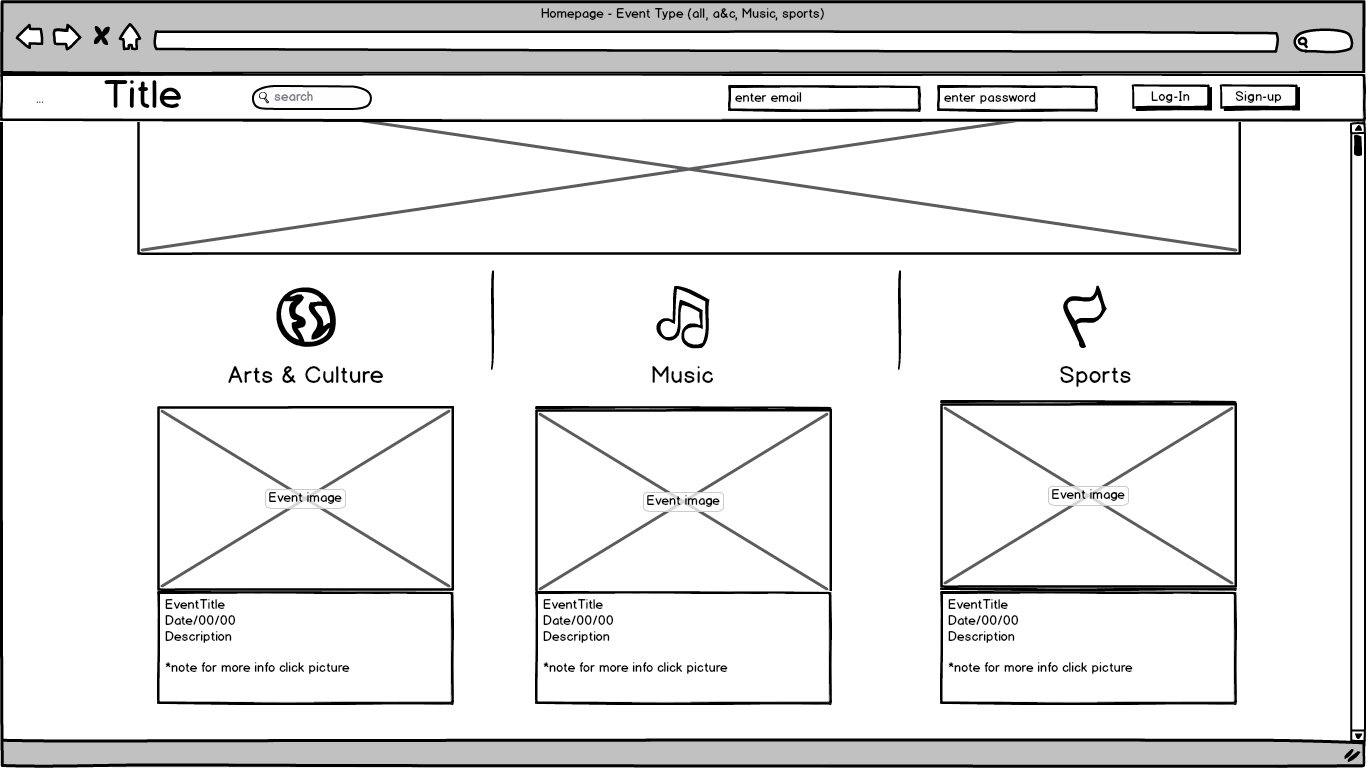 Homepage - Event Type (all, a&c, Music, sports)
... Title search enter email enter password Log-In Sign-up
Arts & Culture
Music
Sports
Event image
Event image
Event image
EventTitle
Date/00/00
Description
*note for more info click picture
EventTitle
Date/00/00
Description
*note for more info click picture
EventTitle
Date/00/00
Description
*note for more info click picture